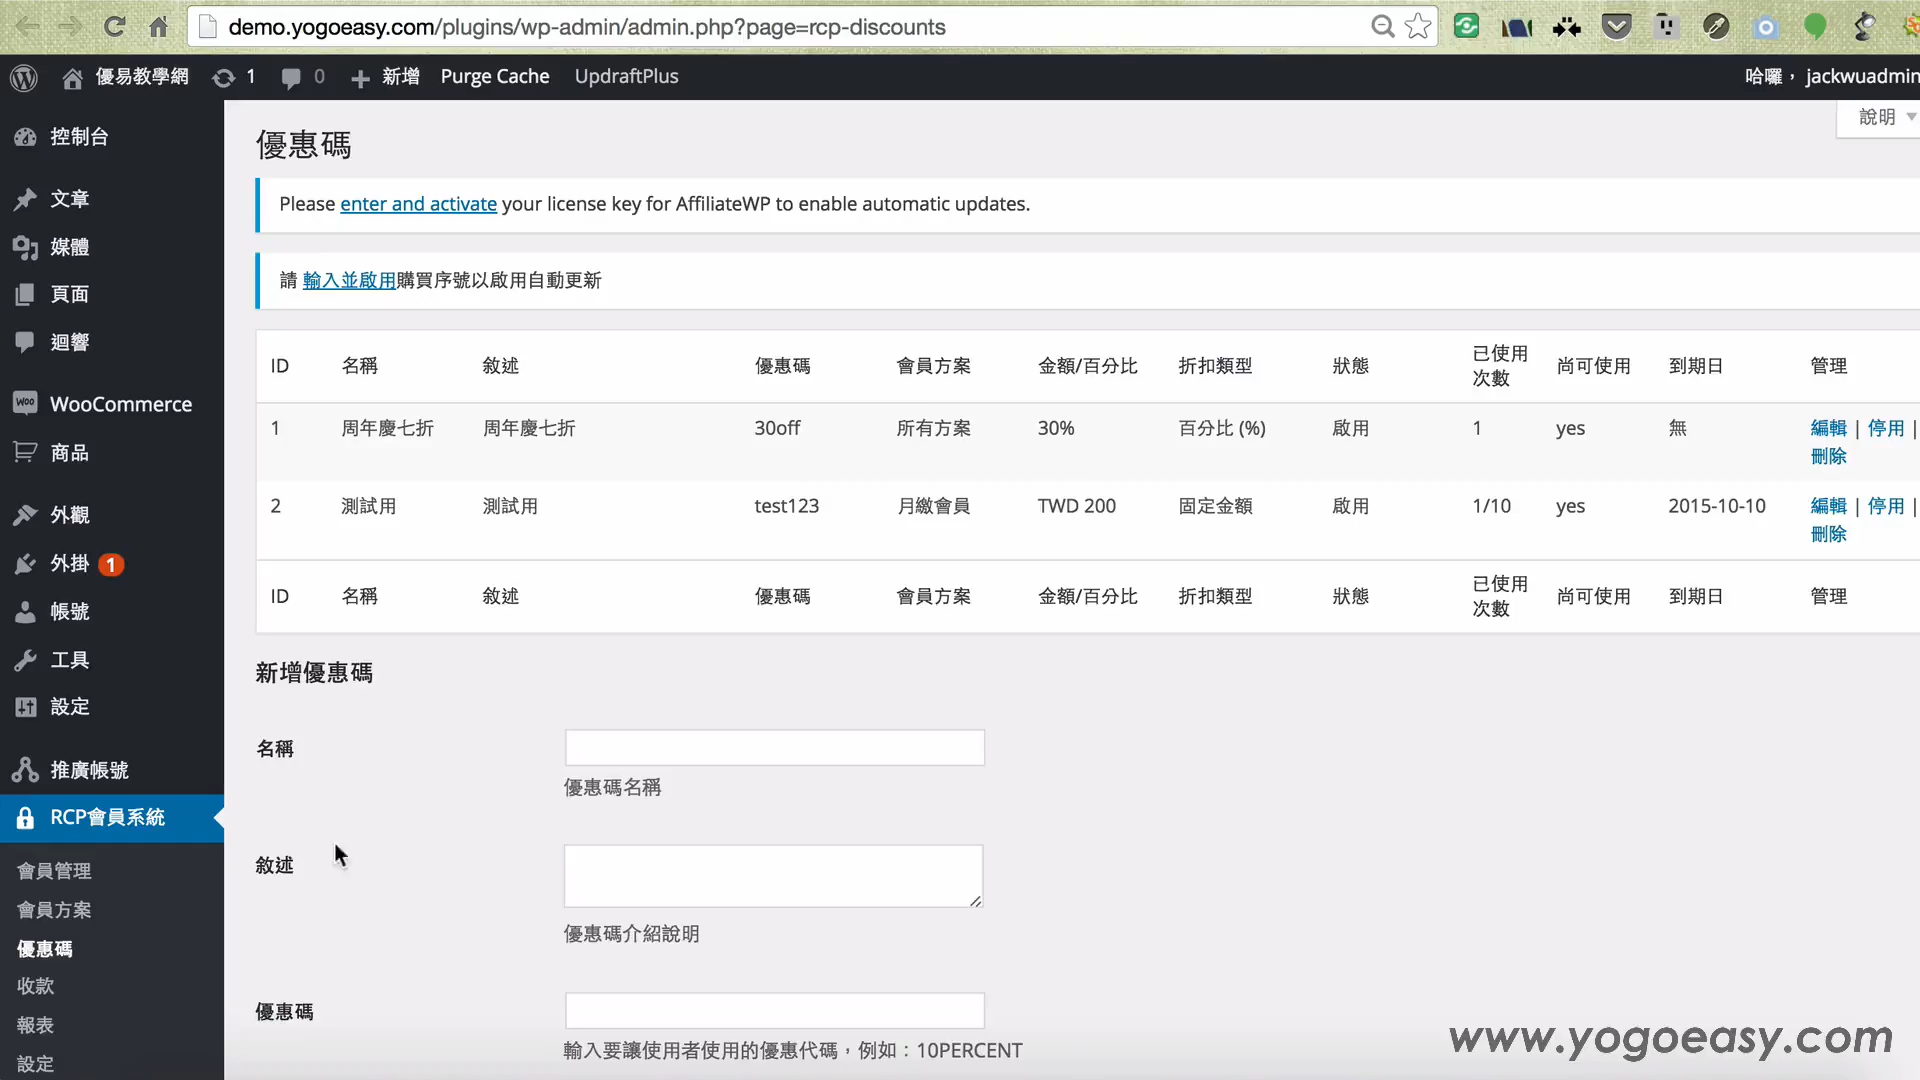 demo.yogoeasy.com/plugins/wp-admin/admin.php?page=rcp-discounts
優易教學網 1 0 新增 Purge Cache UpdraftPlus 哈囉， jackwuadmin
說明
控制台
文章
媒體
頁面
迴響
WooCommerce
商品
外觀
外掛 1
帳號
工具
設定
推廣帳號
RCP會員系統
會員管理
會員方案
優惠碼
收款
報表
設定
優惠碼
Please enter and activate your license key for AffiliateWP to enable automatic updates.
請 輸入並啟用購買序號以啟用自動更新
ID 名稱 敘述 優惠碼 會員方案 金額/百分比 折扣類型 狀態 已使用次數 尚可使用 到期日 管理
1 周年慶七折 周年慶七折 30off 所有方案 30% 百分比 (%) 啟用 1 yes 無 編輯 | 停用 |
刪除
2 測試用 測試用 test123 月繳會員 TWD 200 固定金額 啟用 1/10 yes 2015-10-10 編輯 | 停用 |
刪除
ID 名稱 敘述 優惠碼 會員方案 金額/百分比 折扣類型 狀態 已使用次數 尚可使用 到期日 管理
新增優惠碼
名稱
優惠碼名稱
敘述
優惠碼介紹說明
優惠碼
輸入要讓使用者使用的優惠代碼，例如：10PERCENT
www.yogoeasy.com